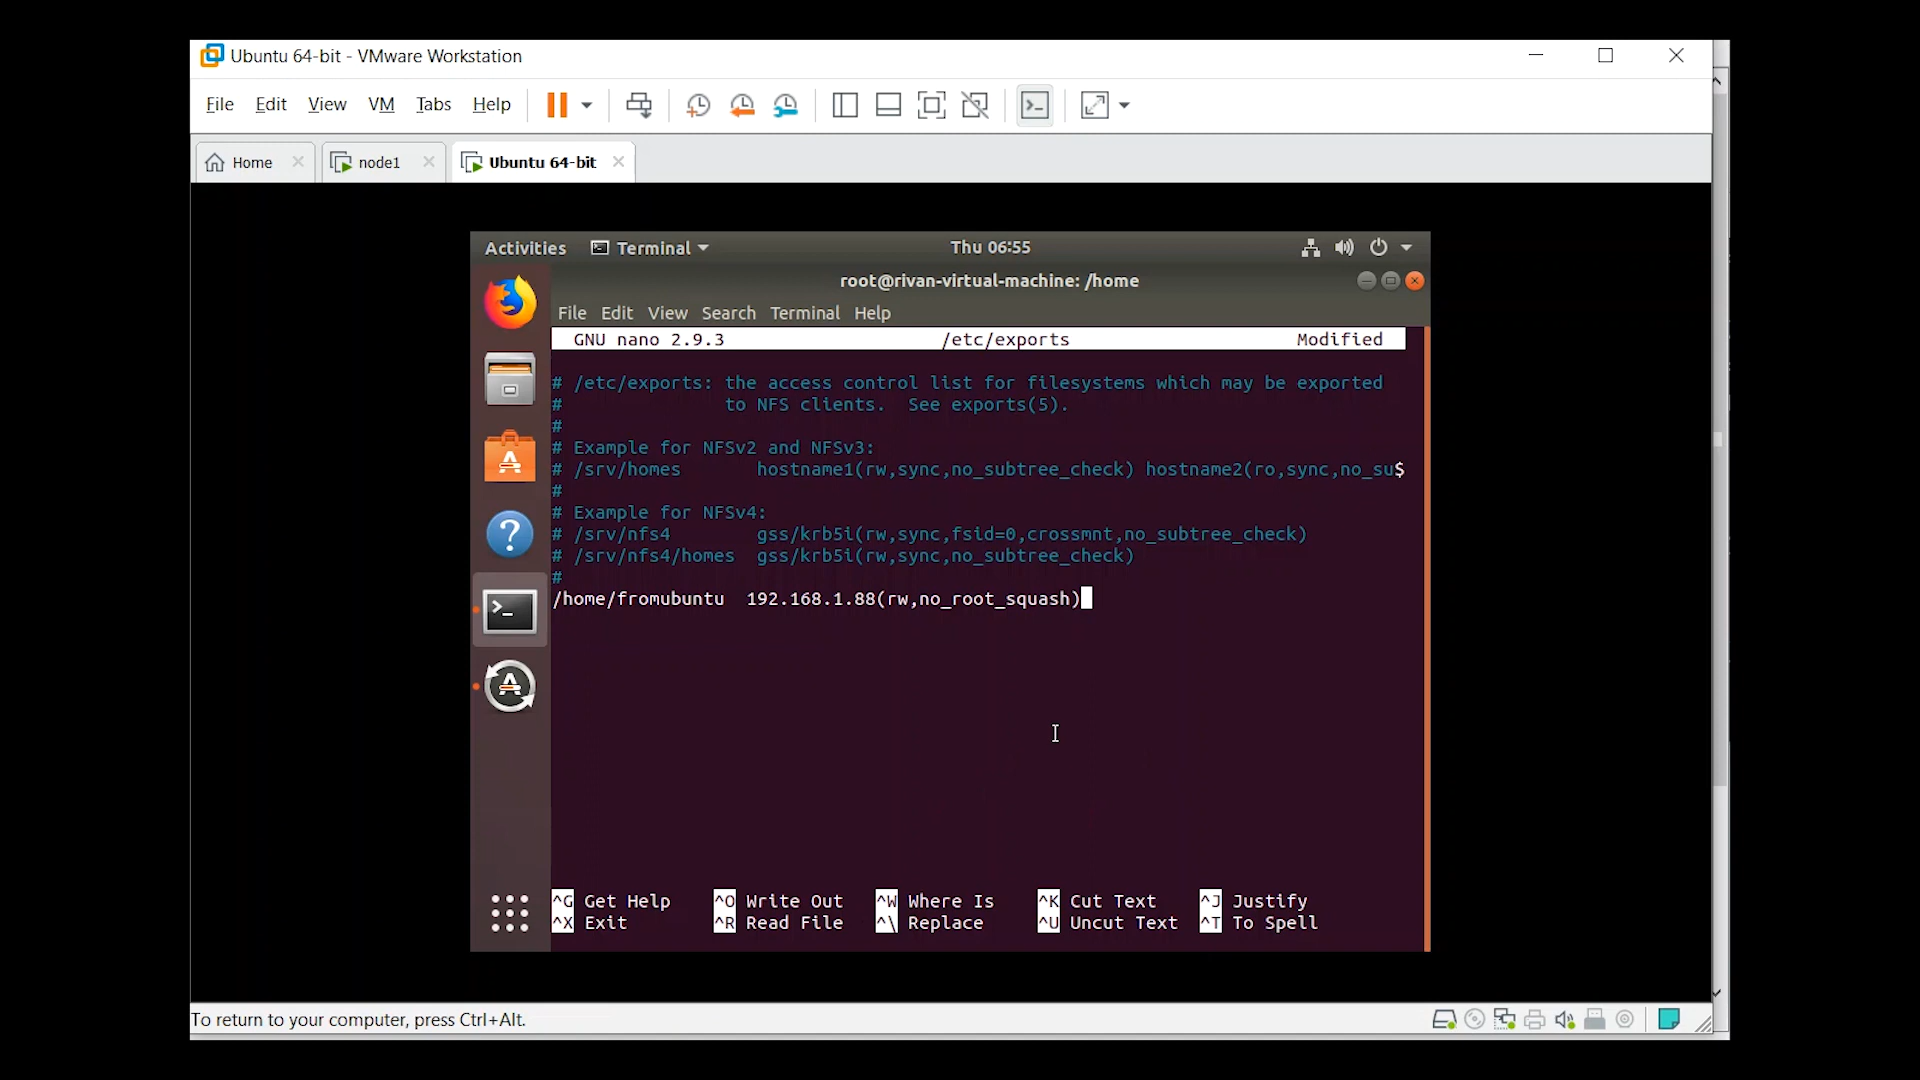 Ubuntu 64-bit - VMware Workstation
File Edit View VM Tabs Help
Home node1 Ubuntu 64-bit
Activities Terminal Thu 06:55
root@rivan-virtual-machine: /home
File Edit View Search Terminal Help
GNU nano 2.9.3 /etc/exports Modified
# /etc/exports: the access control list for filesystems which may be exported
# to NFS clients. See exports(5).
#
# Example for NFSv2 and NFSv3:
# /srv/homes hostname1(rw,sync,no_subtree_check) hostname2(ro,sync,no_su$
#
# Example for NFSv4:
# /srv/nfs4 gss/krb5i(rw,sync,fsid=0,crossmnt,no_subtree_check)
# /srv/nfs4/homes gss/krb5i(rw,sync,no_subtree_check)
#
/home/fromubuntu 192.168.1.88(rw,no_root_squash)
^G Get Help ^O Write Out ^W Where Is ^K Cut Text ^J Justify
^X Exit ^R Read File ^\ Replace ^U Uncut Text ^T To Spell
To return to your computer, press Ctrl+Alt.